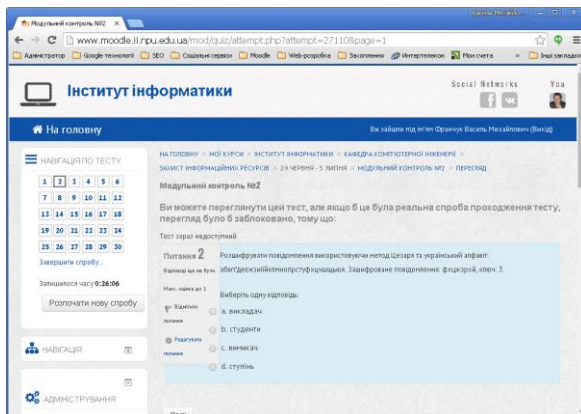 Модульний контроль №2
www.moodle.ii.npu.edu.ua/mod/quiz/attempt.php?attempt=27110&page=1
Адміністратор Google технології SEO Соціальні сервіси Moodle Web-розробка Захоплення Интертелеком Мои счета » Інші закладки
Інститут інформатики
Social Networks
You
На головну
Ви зайшли під ім'ям Франчук Василь Михайлович (Вихід)
НАВІГАЦІЯ ПО ТЕСТУ
1 2 3 4 5 6
7 8 9 10 11 12
13 14 15 16 17 18
19 20 21 22 23 24
25 26 27 28 29 30
Завершити спробу...
Залишилося часу 0:26:06
Розпочати нову спробу
НАВІГАЦІЯ
АДМІНІСТРУВАННЯ
НА ГОЛОВНУ > МОЇ КУРСИ > ІНСТИТУТ ІНФОРМАТИКИ > КАФЕДРА КОМП'ЮТЕРНОЇ ІНЖЕНЕРІЇ >
ЗАХИСТ ІНФОРМАЦІЙНИХ РЕСУРСІВ > 29 ЧЕРВНЯ - 5 ЛИПНЯ > МОДУЛЬНИЙ КОНТРОЛЬ №2 > ПЕРЕГЛЯД
Модульний контроль №2
Ви можете переглянути цей тест, але якщо б це була реальна спроба проходження тесту,
перегляд було б заблоковано, тому що:
Тест зараз недоступний
Питання 2
Відповіді ще не було
Макс. оцінка до 1
Відмітити
питання
Редагувати
питання
Розшифрувати повідомлення використовуючи метод Цезаря та український алфавіт:
Зашифроване повідомлення: ключ: 3.
Виберіть одну відповідь:
a. викладач
b. студенти
c. вимикач
d. ступінь